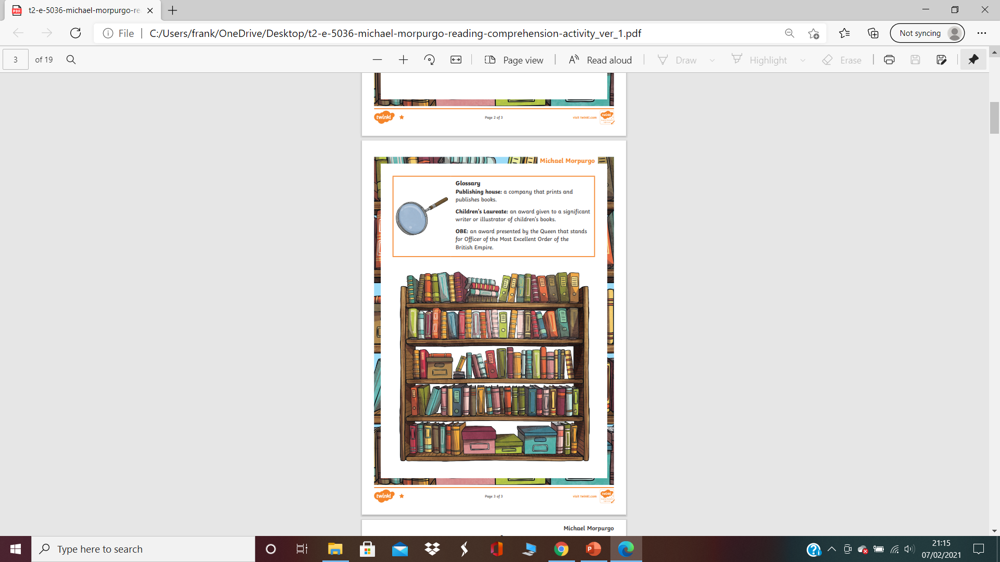 t2-e-5036-michael-morpurgo-re
File
C:/Users/frank/OneDrive/Desktop/t2-e-5036-michael-morpurgo-reading-comprehension-activity_ver_1.pdf
Not syncing
3 of 19
Page view
Read aloud
Draw
Highlight
Erase
twinkl
Page 2 of 3
visit twinkl.com
twinkl
Michael Morpurgo
Glossary
Publishing house: a company that prints and
publishes books.
Children's Laureate: an award given to a significant
writer or illustrator of children's books.
OBE: an award presented by the Queen that stands
for Officer of the Most Excellent Order of the
British Empire.
twinkl
Page 3 of 3
visit twinkl.com
twinkl
Michael Morpurgo
Type here to search
21:15
07/02/2021